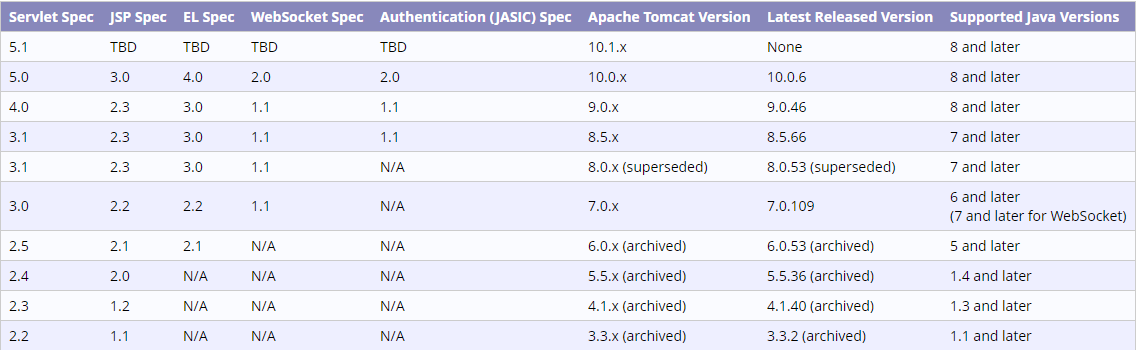 Servlet Spec JSP Spec EL Spec WebSocket Spec Authentication (JASIC) Spec Apache Tomcat Version Latest Released Version Supported Java Versions
5.1 TBD TBD TBD TBD 10.1.x None 8 and later
5.0 3.0 4.0 2.0 2.0 10.0.x 10.0.6 8 and later
4.0 2.3 3.0 1.1 1.1 9.0.x 9.0.46 8 and later
3.1 2.3 3.0 1.1 1.1 8.5.x 8.5.66 7 and later
3.1 2.3 3.0 1.1 N/A 8.0.x (superseded) 8.0.53 (superseded) 7 and later
3.0 2.2 2.2 1.1 N/A 7.0.x 7.0.109 6 and later
(7 and later for WebSocket)
2.5 2.1 2.1 N/A N/A 6.0.x (archived) 6.0.53 (archived) 5 and later
2.4 2.0 N/A N/A N/A 5.5.x (archived) 5.5.36 (archived) 1.4 and later
2.3 1.2 N/A N/A N/A 4.1.x (archived) 4.1.40 (archived) 1.3 and later
2.2 1.1 N/A N/A N/A 3.3.x (archived) 3.3.2 (archived) 1.1 and later